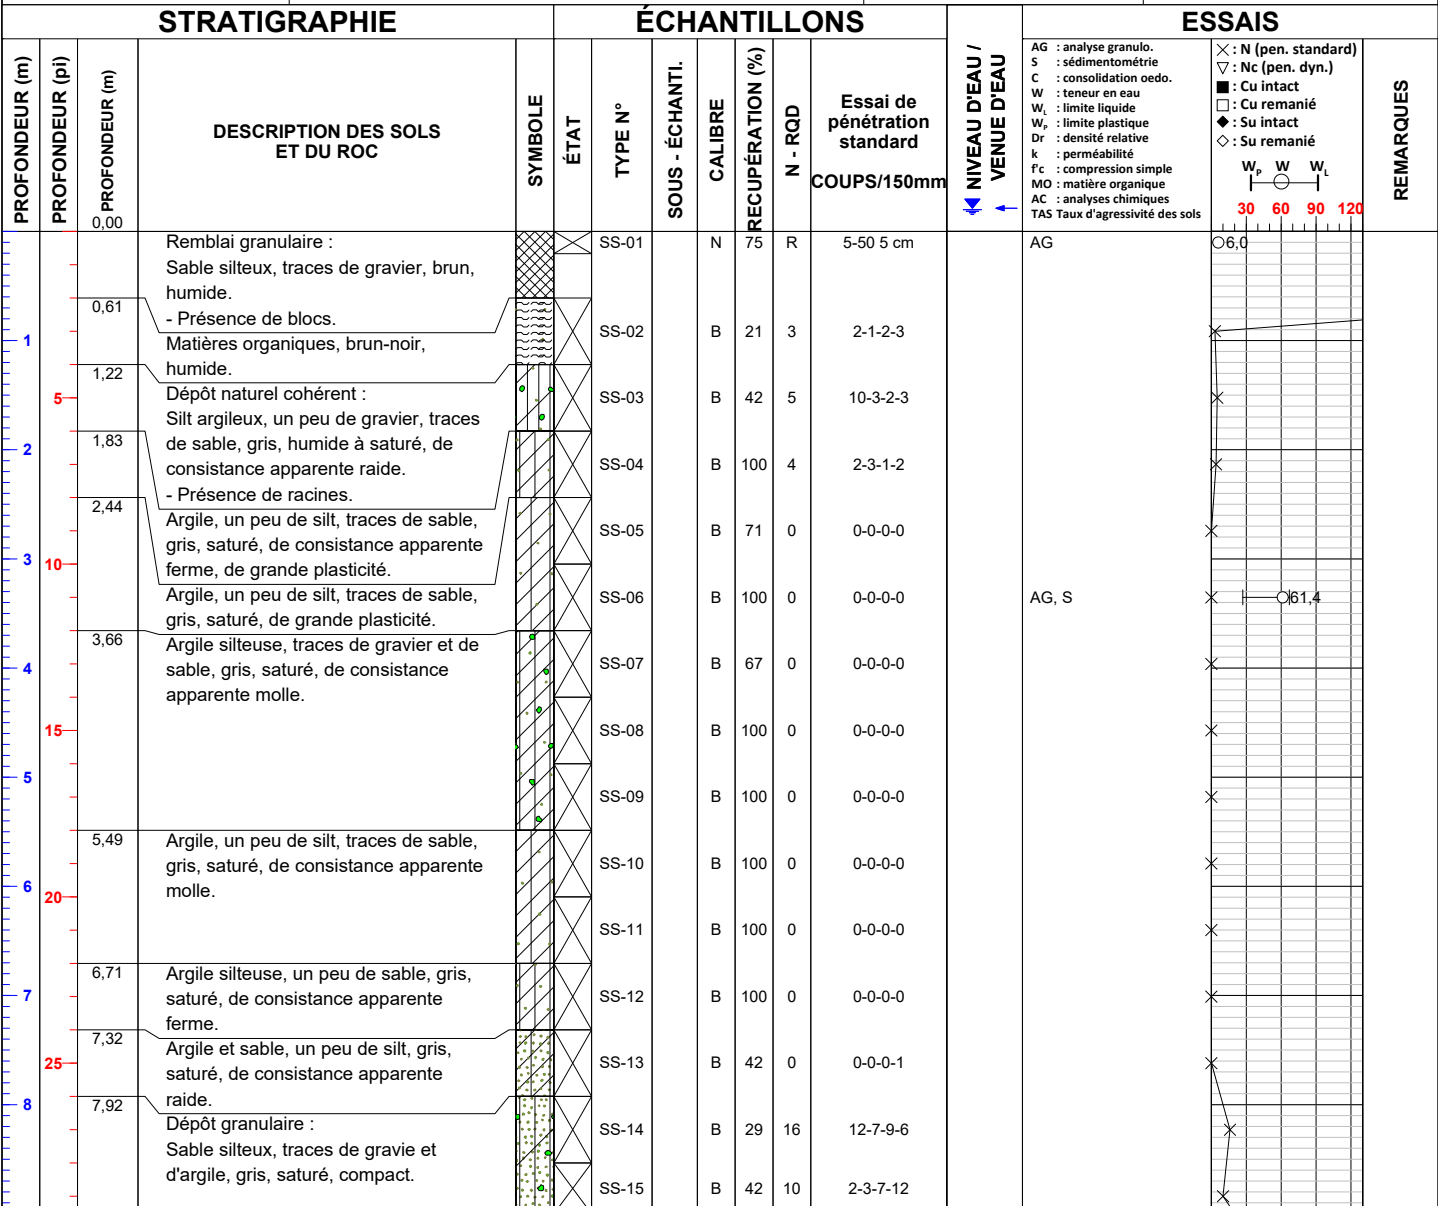 STRATIGRAPHIE
ÉCHANTILLONS
ESSAIS
PROFONDEUR (m)
PROFONDEUR (pi)
PROFONDEUR (m)
0,00
DESCRIPTION DES SOLS
ET DU ROC
SYMBOLE
ÉTAT
TYPE N°
SOUS - ÉCHANTI.
CALIBRE
RECUPÉRATION (%)
N - RQD
Essai de
pénétration
standard
COUPS/150mm
NIVEAU D'EAU /
VENUE D'EAU
AG : analyse granulo.
S : sédimentométrie
C : consolidation oedo.
W : teneur en eau
WL : limite liquide
WP : limite plastique
Dr : densité relative
k : perméabilité
f'c : compression simple
MO : matière organique
AC : analyses chimiques
TAS Taux d'agressivité des sols
: N (pen. standard)
: Nc (pen. dyn.)
: Cu intact
: Cu remanié
: Su intact
: Su remanié
WP W WL
30 60 90 120
REMARQUES
Remblai granulaire :
Sable silteux, traces de gravier, brun,
humide.
- Présence de blocs.
SS-01 N 75 R 5-50 5 cm AG 6,0
0,61
Matières organiques, brun-noir,
humide.
SS-02 B 21 3 2-1-2-3
1
1,22
Dépôt naturel cohérent :
Silt argileux, un peu de gravier, traces
de sable, gris, humide à saturé, de
consistance apparente raide.
- Présence de racines.
5
SS-03 B 42 5 10-3-2-3
1,83
2
Argile, un peu de silt, traces de sable,
gris, saturé, de consistance apparente
ferme, de grande plasticité.
SS-04 B 100 4 2-3-1-2
2,44
Argile, un peu de silt, traces de sable,
gris, saturé, de grande plasticité.
SS-05 B 71 0 0-0-0-0
3
10
SS-06 B 100 0 0-0-0-0 AG, S 61,4
3,66
Argile silteuse, traces de gravier et de
sable, gris, saturé, de consistance
apparente molle.
SS-07 B 67 0 0-0-0-0
4
15
SS-08 B 100 0 0-0-0-0
5
SS-09 B 100 0 0-0-0-0
5,49
Argile, un peu de silt, traces de sable,
gris, saturé, de consistance apparente
molle.
SS-10 B 100 0 0-0-0-0
6
20
SS-11 B 100 0 0-0-0-0
6,71
Argile silteuse, un peu de sable, gris,
saturé, de consistance apparente
ferme.
7
SS-12 B 100 0 0-0-0-0
7,32
Argile et sable, un peu de silt, gris,
saturé, de consistance apparente
raide.
25
SS-13 B 42 0 0-0-0-1
7,92
8
Dépôt granulaire :
Sable silteux, traces de gravie et
d'argile, gris, saturé, compact.
SS-14 B 29 16 12-7-9-6
SS-15 B 42 10 2-3-7-12